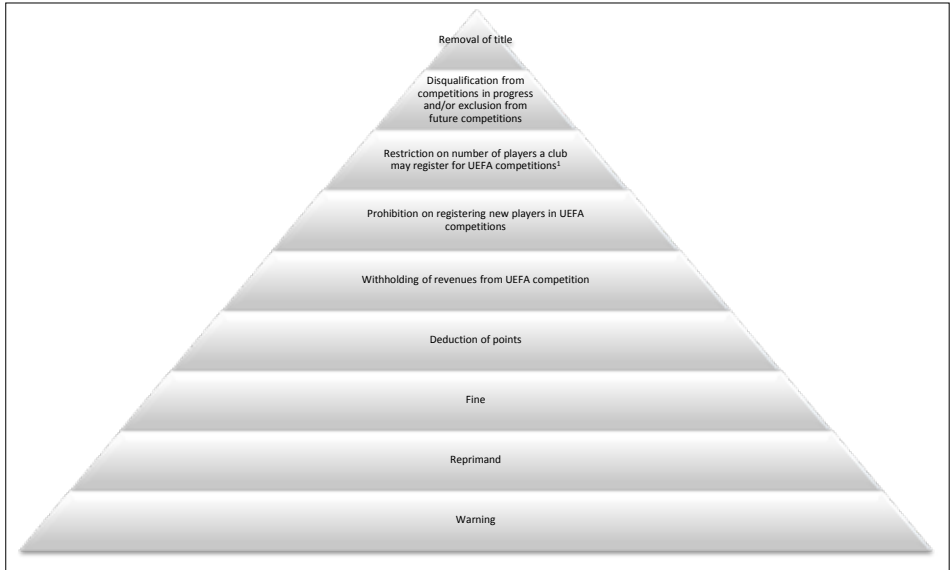 Removal of title
Disqualification from
competitions in progress
and/or exclusion from
future competitions
Restriction on number of players a club
may register for UEFA competitions¹
Prohibition on registering new players in UEFA
competitions
Withholding of revenues from UEFA competition
Deduction of points
Fine
Reprimand
Warning